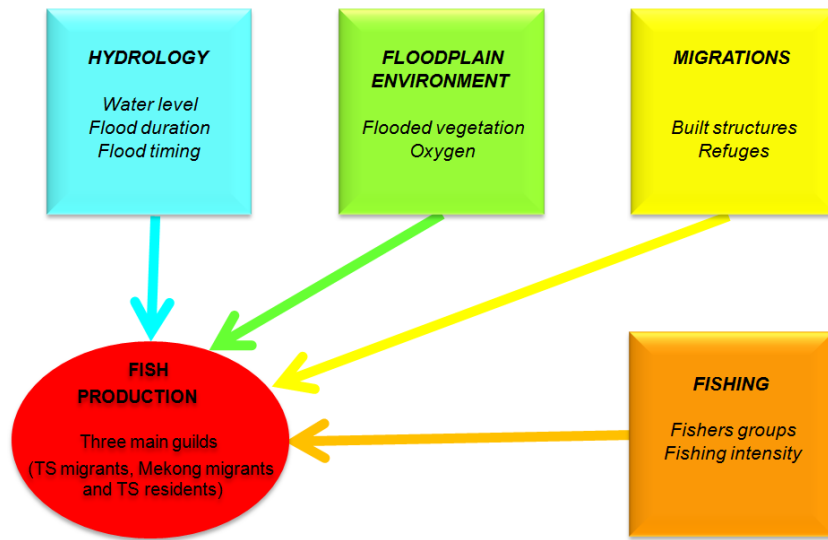 HYDROLOGY
Water level
Flood duration
Flood timing
FLOODPLAIN
ENVIRONMENT
Flooded vegetation
Oxygen
MIGRATIONS
Built structures
Refuges
FISH
PRODUCTION
Three main guilds
(TS migrants, Mekong migrants
and TS residents)
FISHING
Fishers groups
Fishing intensity